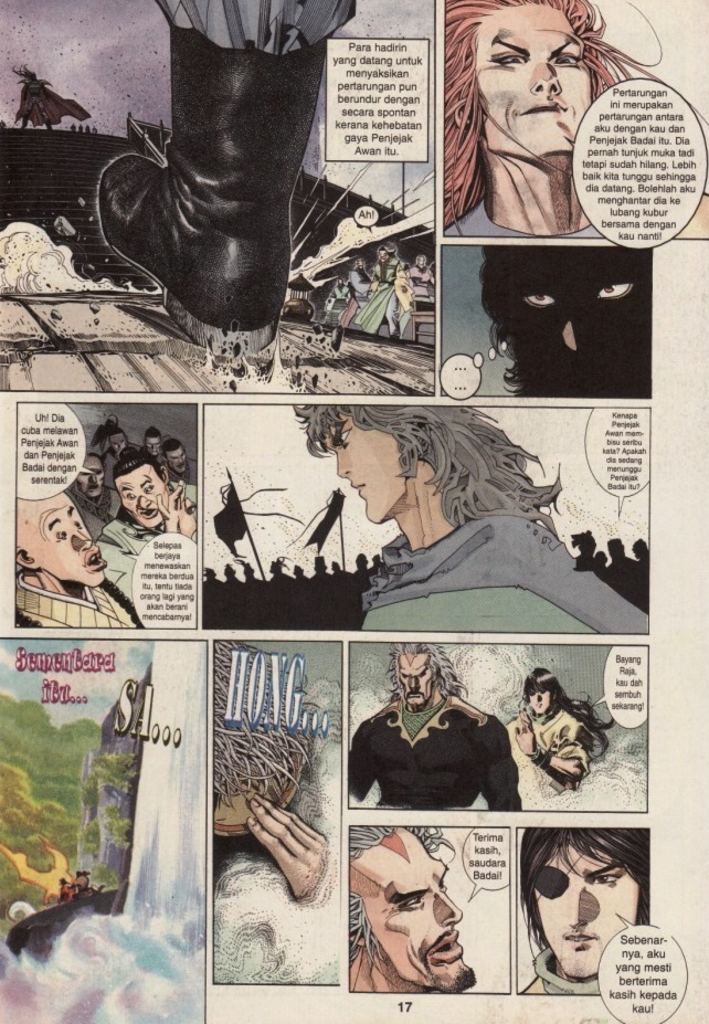 Para hadirin
yang datang untuk
menyaksikan
pertarungan pun
berundur dengan
secara spontan
kerana kehebatan
gaya Penjejak
Awan itu.
Ah!
Pertarungan
ini merupakan
pertarungan antara
aku dengan kau dan
Penjejak Badai itu. Dia
pernah tunjuk muka tadi
tetapi sudah hilang. Lebih
baik kita tunggu sehingga
dia datang. Bolehlah aku
menghantar dia ke
lubang kubur
bersama dengan
kau nanti!
...
...
Uh! Dia
cuba melawan
Penjejak Awan
dan Penjejak
Badai dengan
serentak!
Selepas
berjaya
menewaskan
mereka berdua
itu, tentu tiada
orang lagi yang
akan berani
mencabarnya!
Kenapa
Penjejak
Awan mem-
bisu seribu
kata? Apakah
dia sedang
menunggu
Penjejak
Badai itu?
Sementara
itu...
SA...
HONG...
Bayang
Raja,
kau dah
sembuh
sekarang!
Terima
kasih,
saudara
Badai!
Sebenar-
nya, aku
yang mesti
berterima
kasih kepada
kau!
17